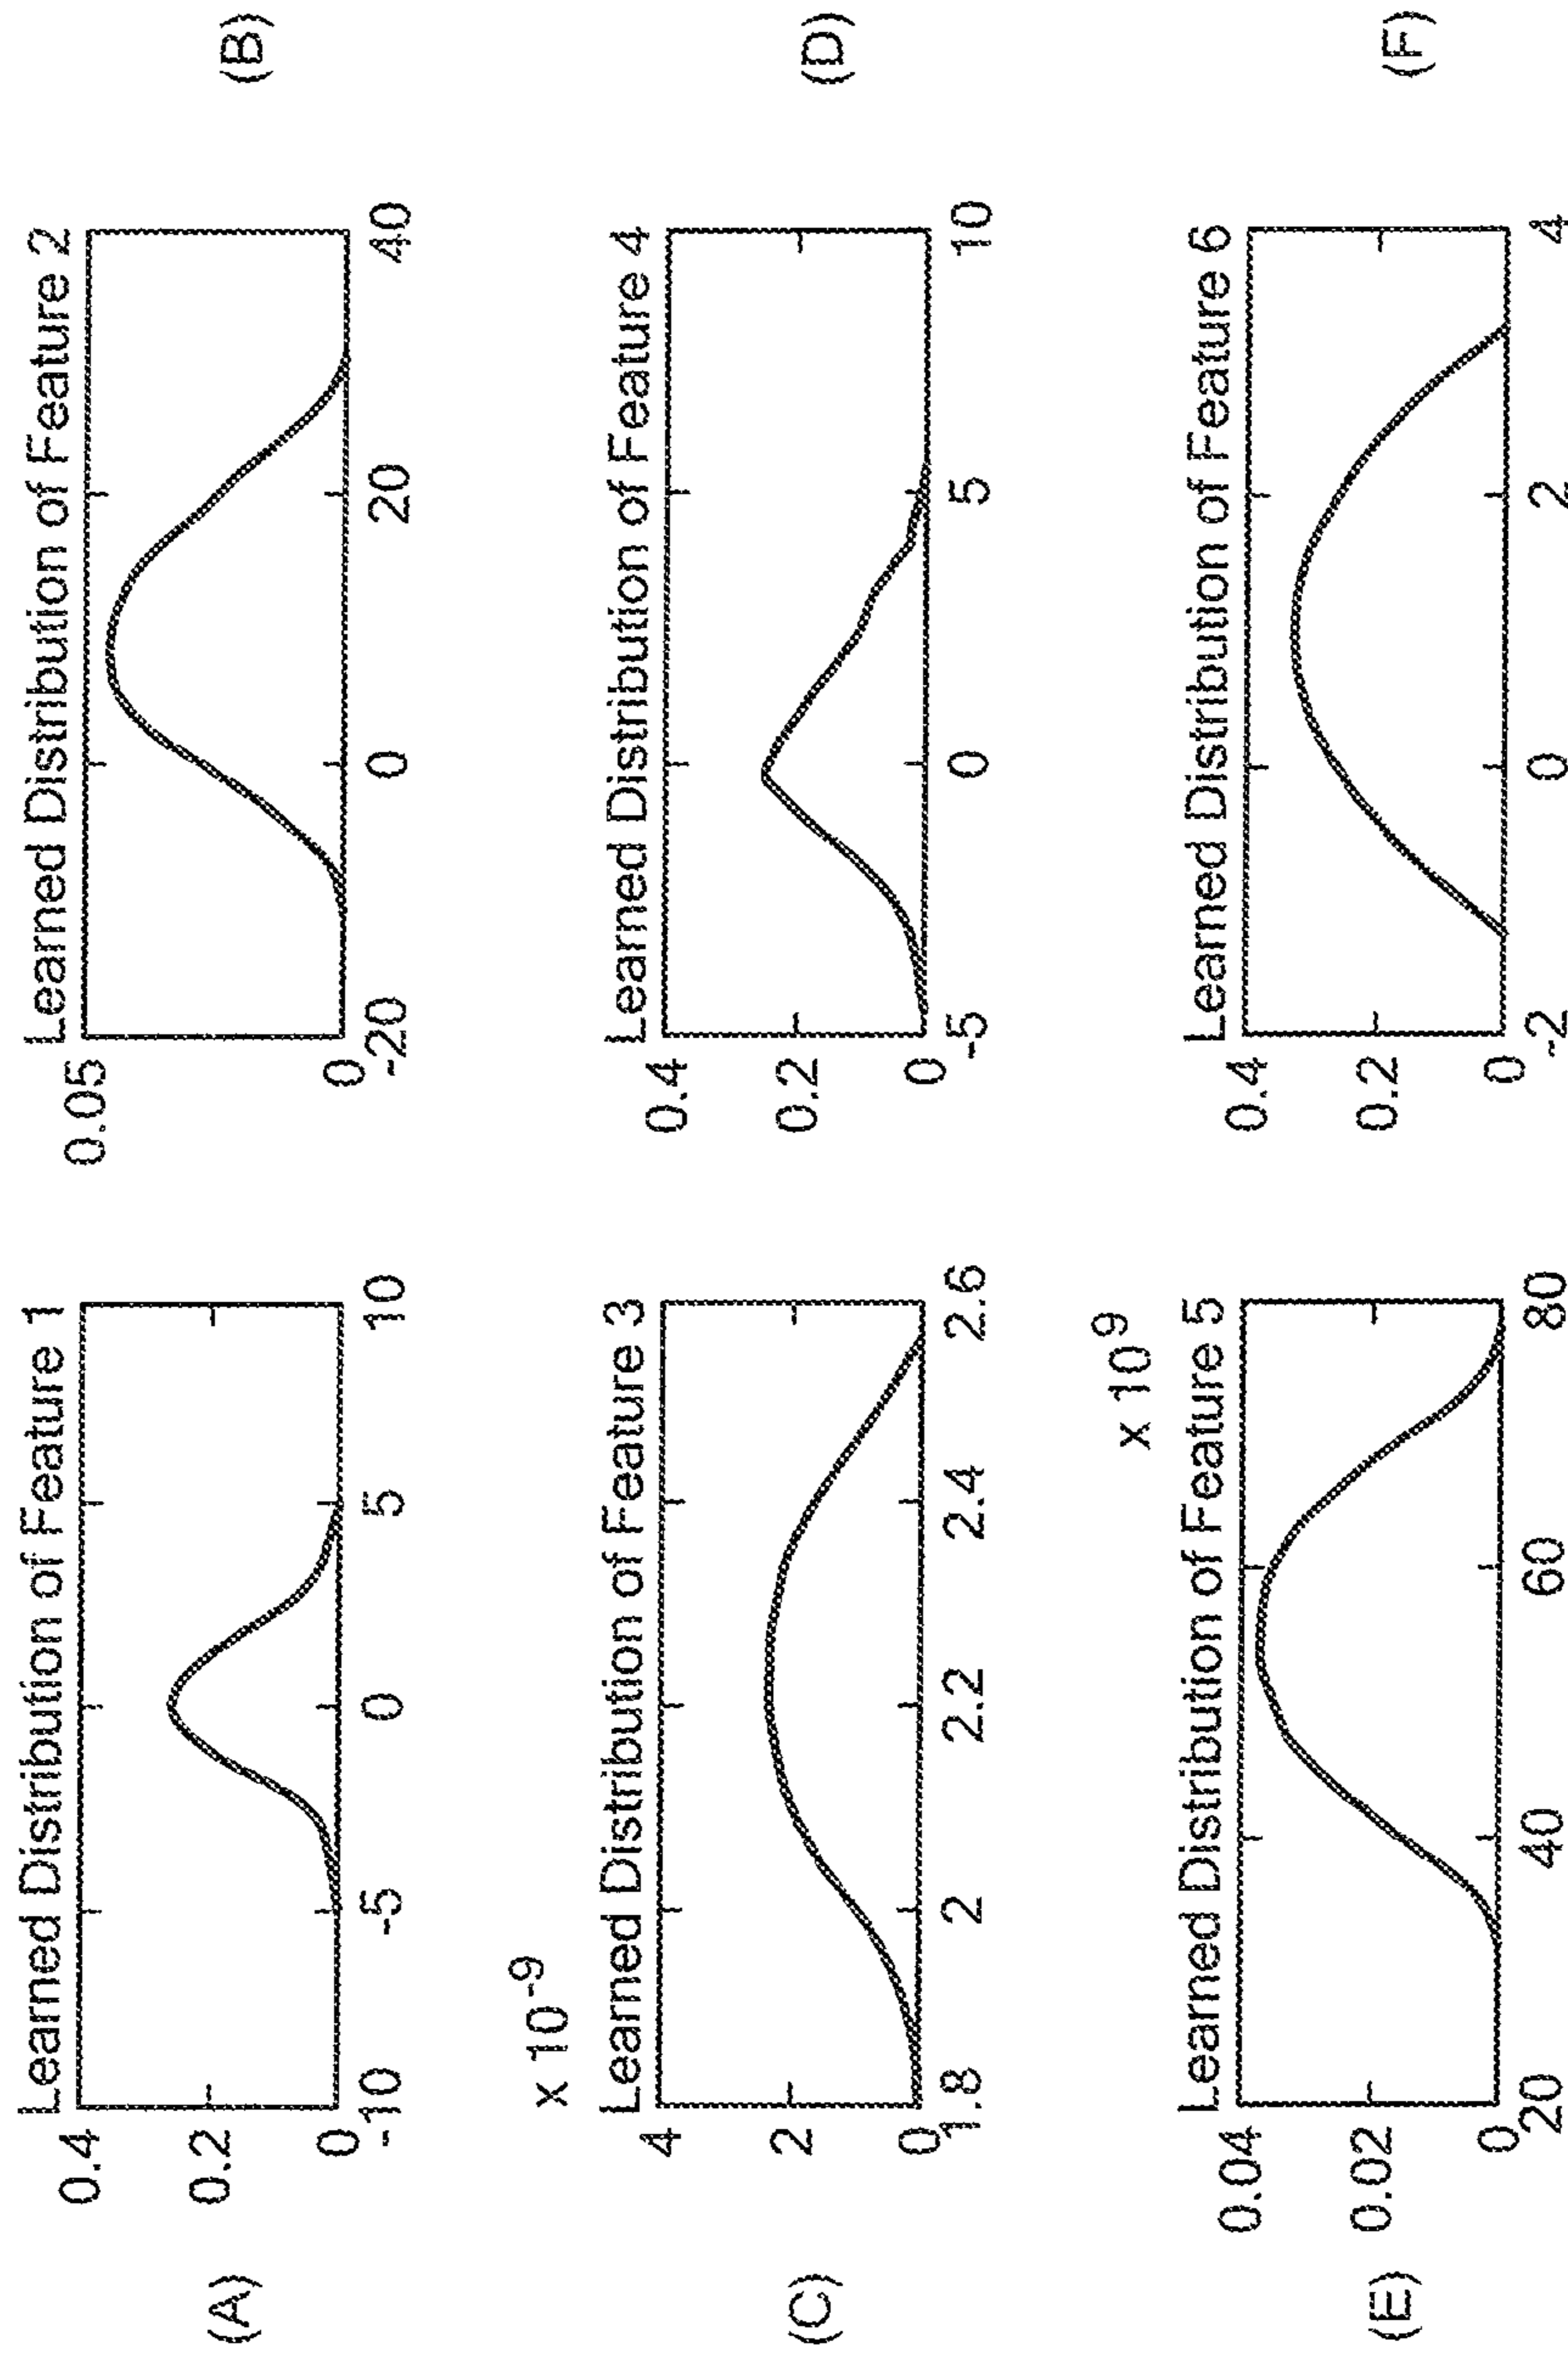 Learned Distribution of Feature 1
0.4
0.2
0
-10 -5 0 5 10
(A)
Learned Distribution of Feature 2
0.05
0
-20 0 20 40
(B)
x 10-9
Learned Distribution of Feature 3
4
2
0
1.8 2 2.2 2.4 2.6
x 109
(C)
Learned Distribution of Feature 4
0.4
0.2
0
-5 0 5 10
(D)
Learned Distribution of Feature 5
0.04
0.02
0
20 40 60 80
(E)
Learned Distribution of Feature 6
0.4
0.2
0
-2 0 2 4
(F)